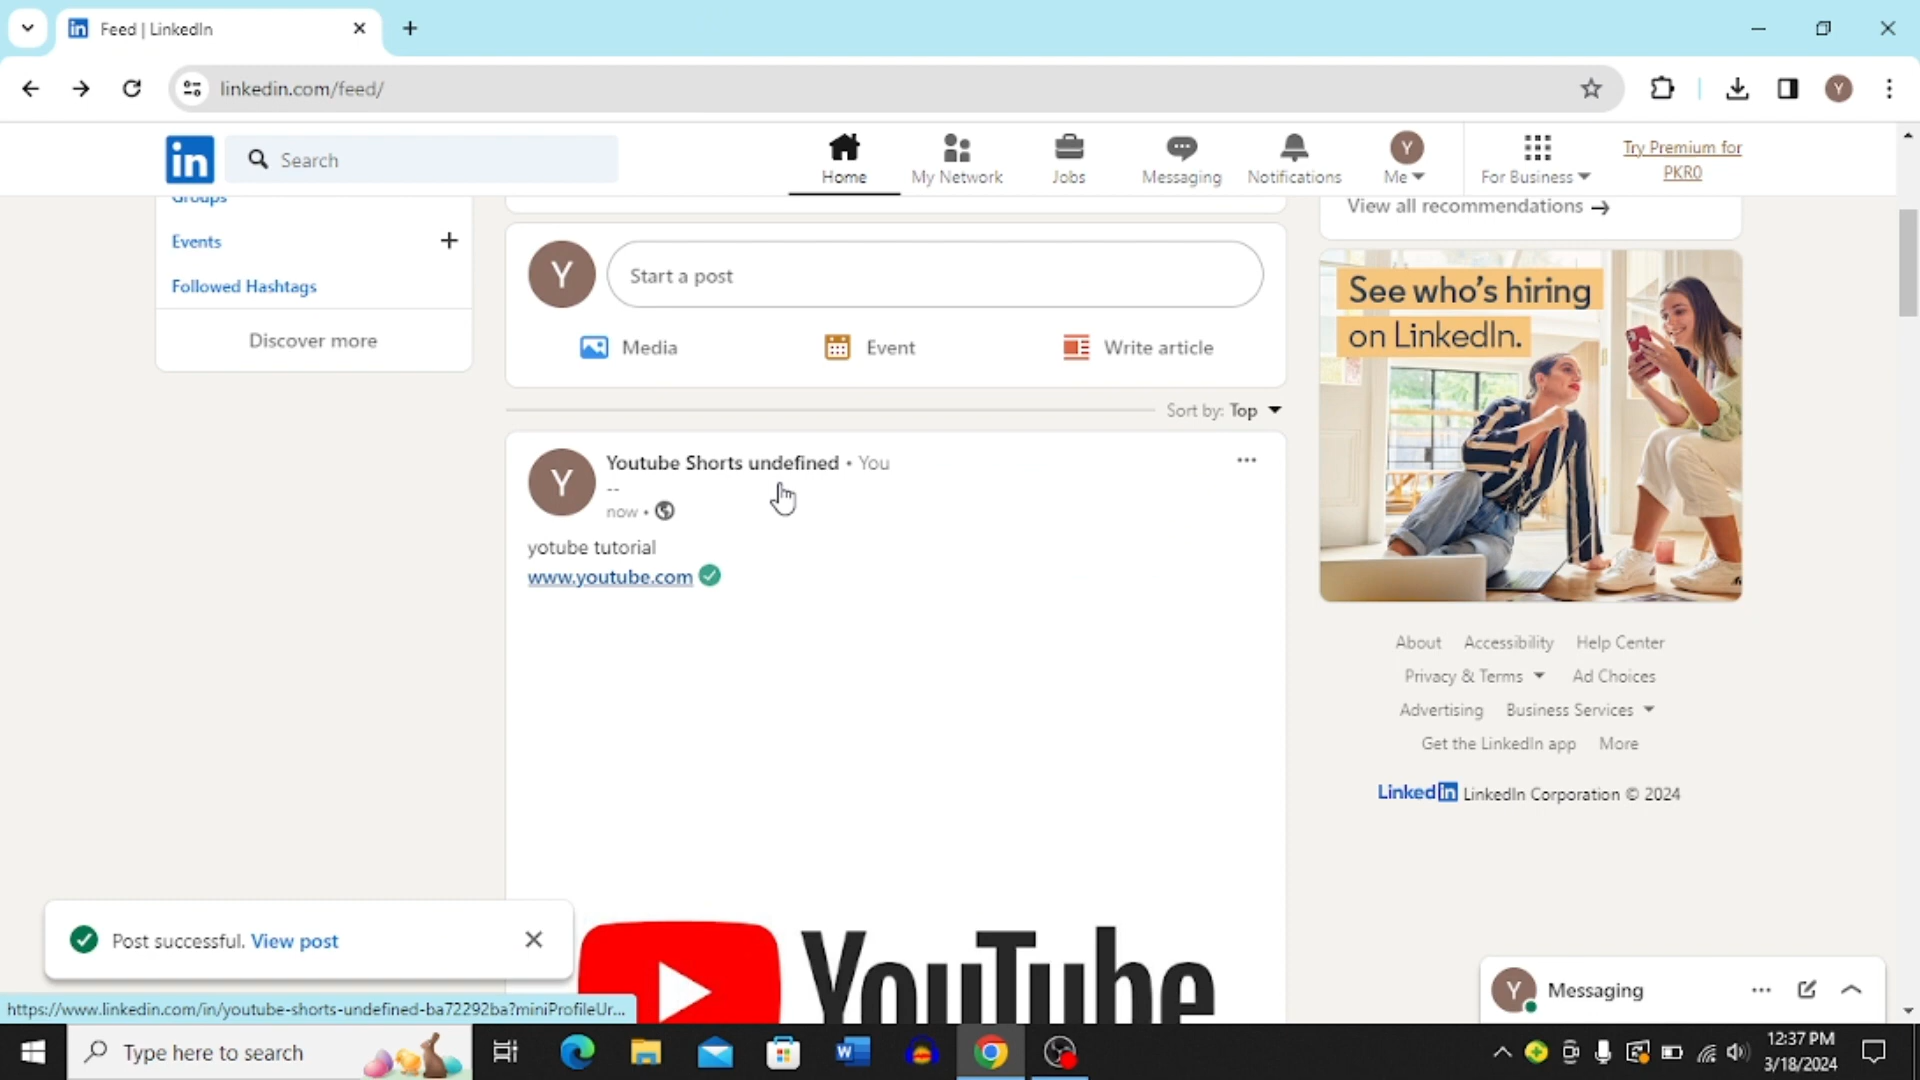 Feed | LinkedIn
linkedin.com/feed/
Y
in
Search
Home
My Network
Jobs
Messaging
Notifications
Y
Me
For Business
Try Premium for
PKR0
Groups
Events
Followed Hashtags
Discover more
Y
Start a post
Media
Event
Write article
Sort by: Top
Y
Youtube Shorts undefined • You
--
now •
yotube tutorial
www.youtube.com
YouTube
View all recommendations →
See who's hiring
on LinkedIn.
About
Accessibility
Help Center
Privacy & Terms
Ad Choices
Advertising
Business Services
Get the LinkedIn app
More
LinkedIn LinkedIn Corporation © 2024
Post successful. View post
Y
Messaging
https://www.linkedin.com/in/youtube-shorts-undefined-ba72292ba?miniProfileUr...
Type here to search
12:37 PM
3/18/2024